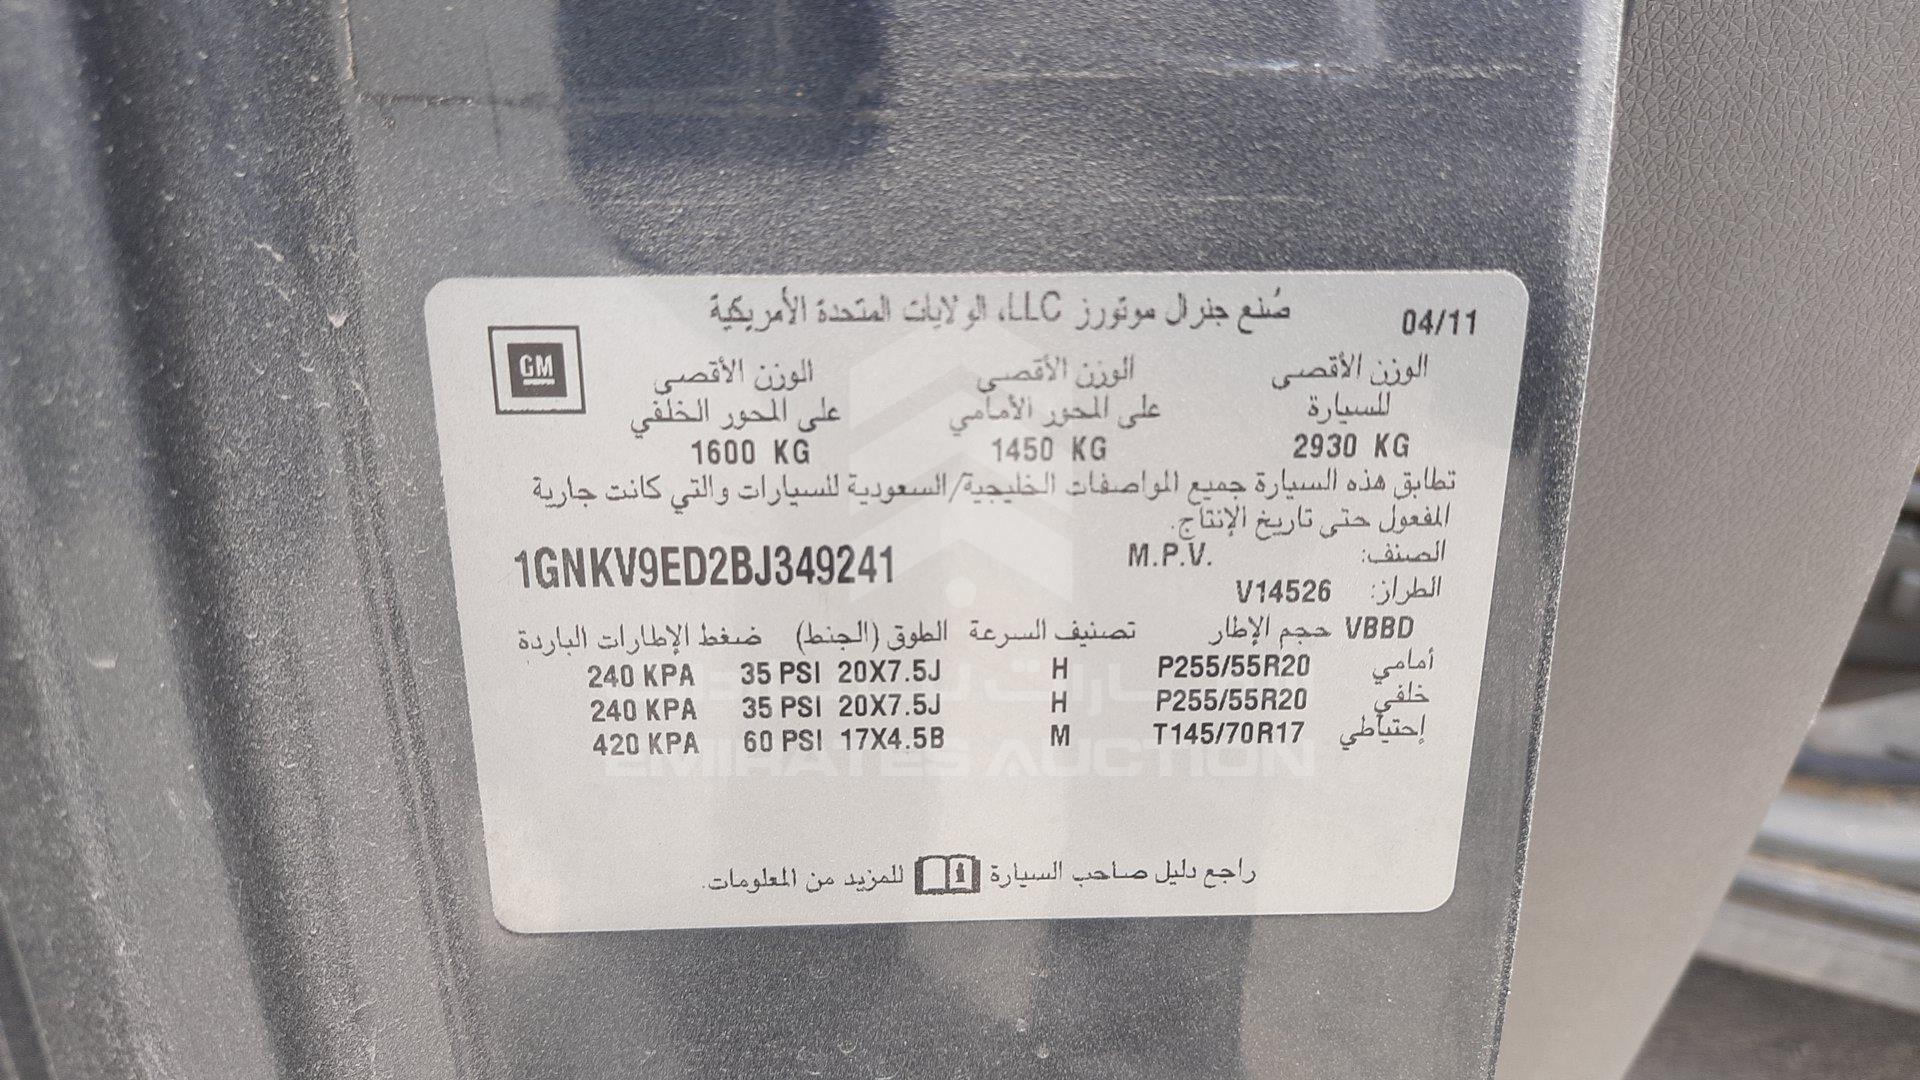 04/11 صُنع جنرال موتورز LLC، الولايات المتحدة الأمريكية
GM
الوزن الأقصى الوزن الأقصى الوزن الأقصى
للسيارة على المحور الأمامي على المحور الخلفي
2930 KG 1450 KG 1600 KG
تطابق هذه السيارة جميع المواصفات الخليجية/السعودية للسيارات والتي كانت جارية
المفعول حتى تاريخ الإنتاج.
الصنف: M.P.V.
1GNKV9ED2BJ349241
الطراز: V14526
VBBD حجم الإطار تصنيف السرعة الطوق (الجنط) ضغط الإطارات الباردة
أمامي P255/55R20 H 20X7.5J 35 PSI 240 KPA
خلفي P255/55R20 H 20X7.5J 35 PSI 240 KPA
إحتياطي T145/70R17 M 17X4.5B 60 PSI 420 KPA
EMIRATES AUCTION
راجع دليل صاحب السيارة للمزيد من المعلومات.